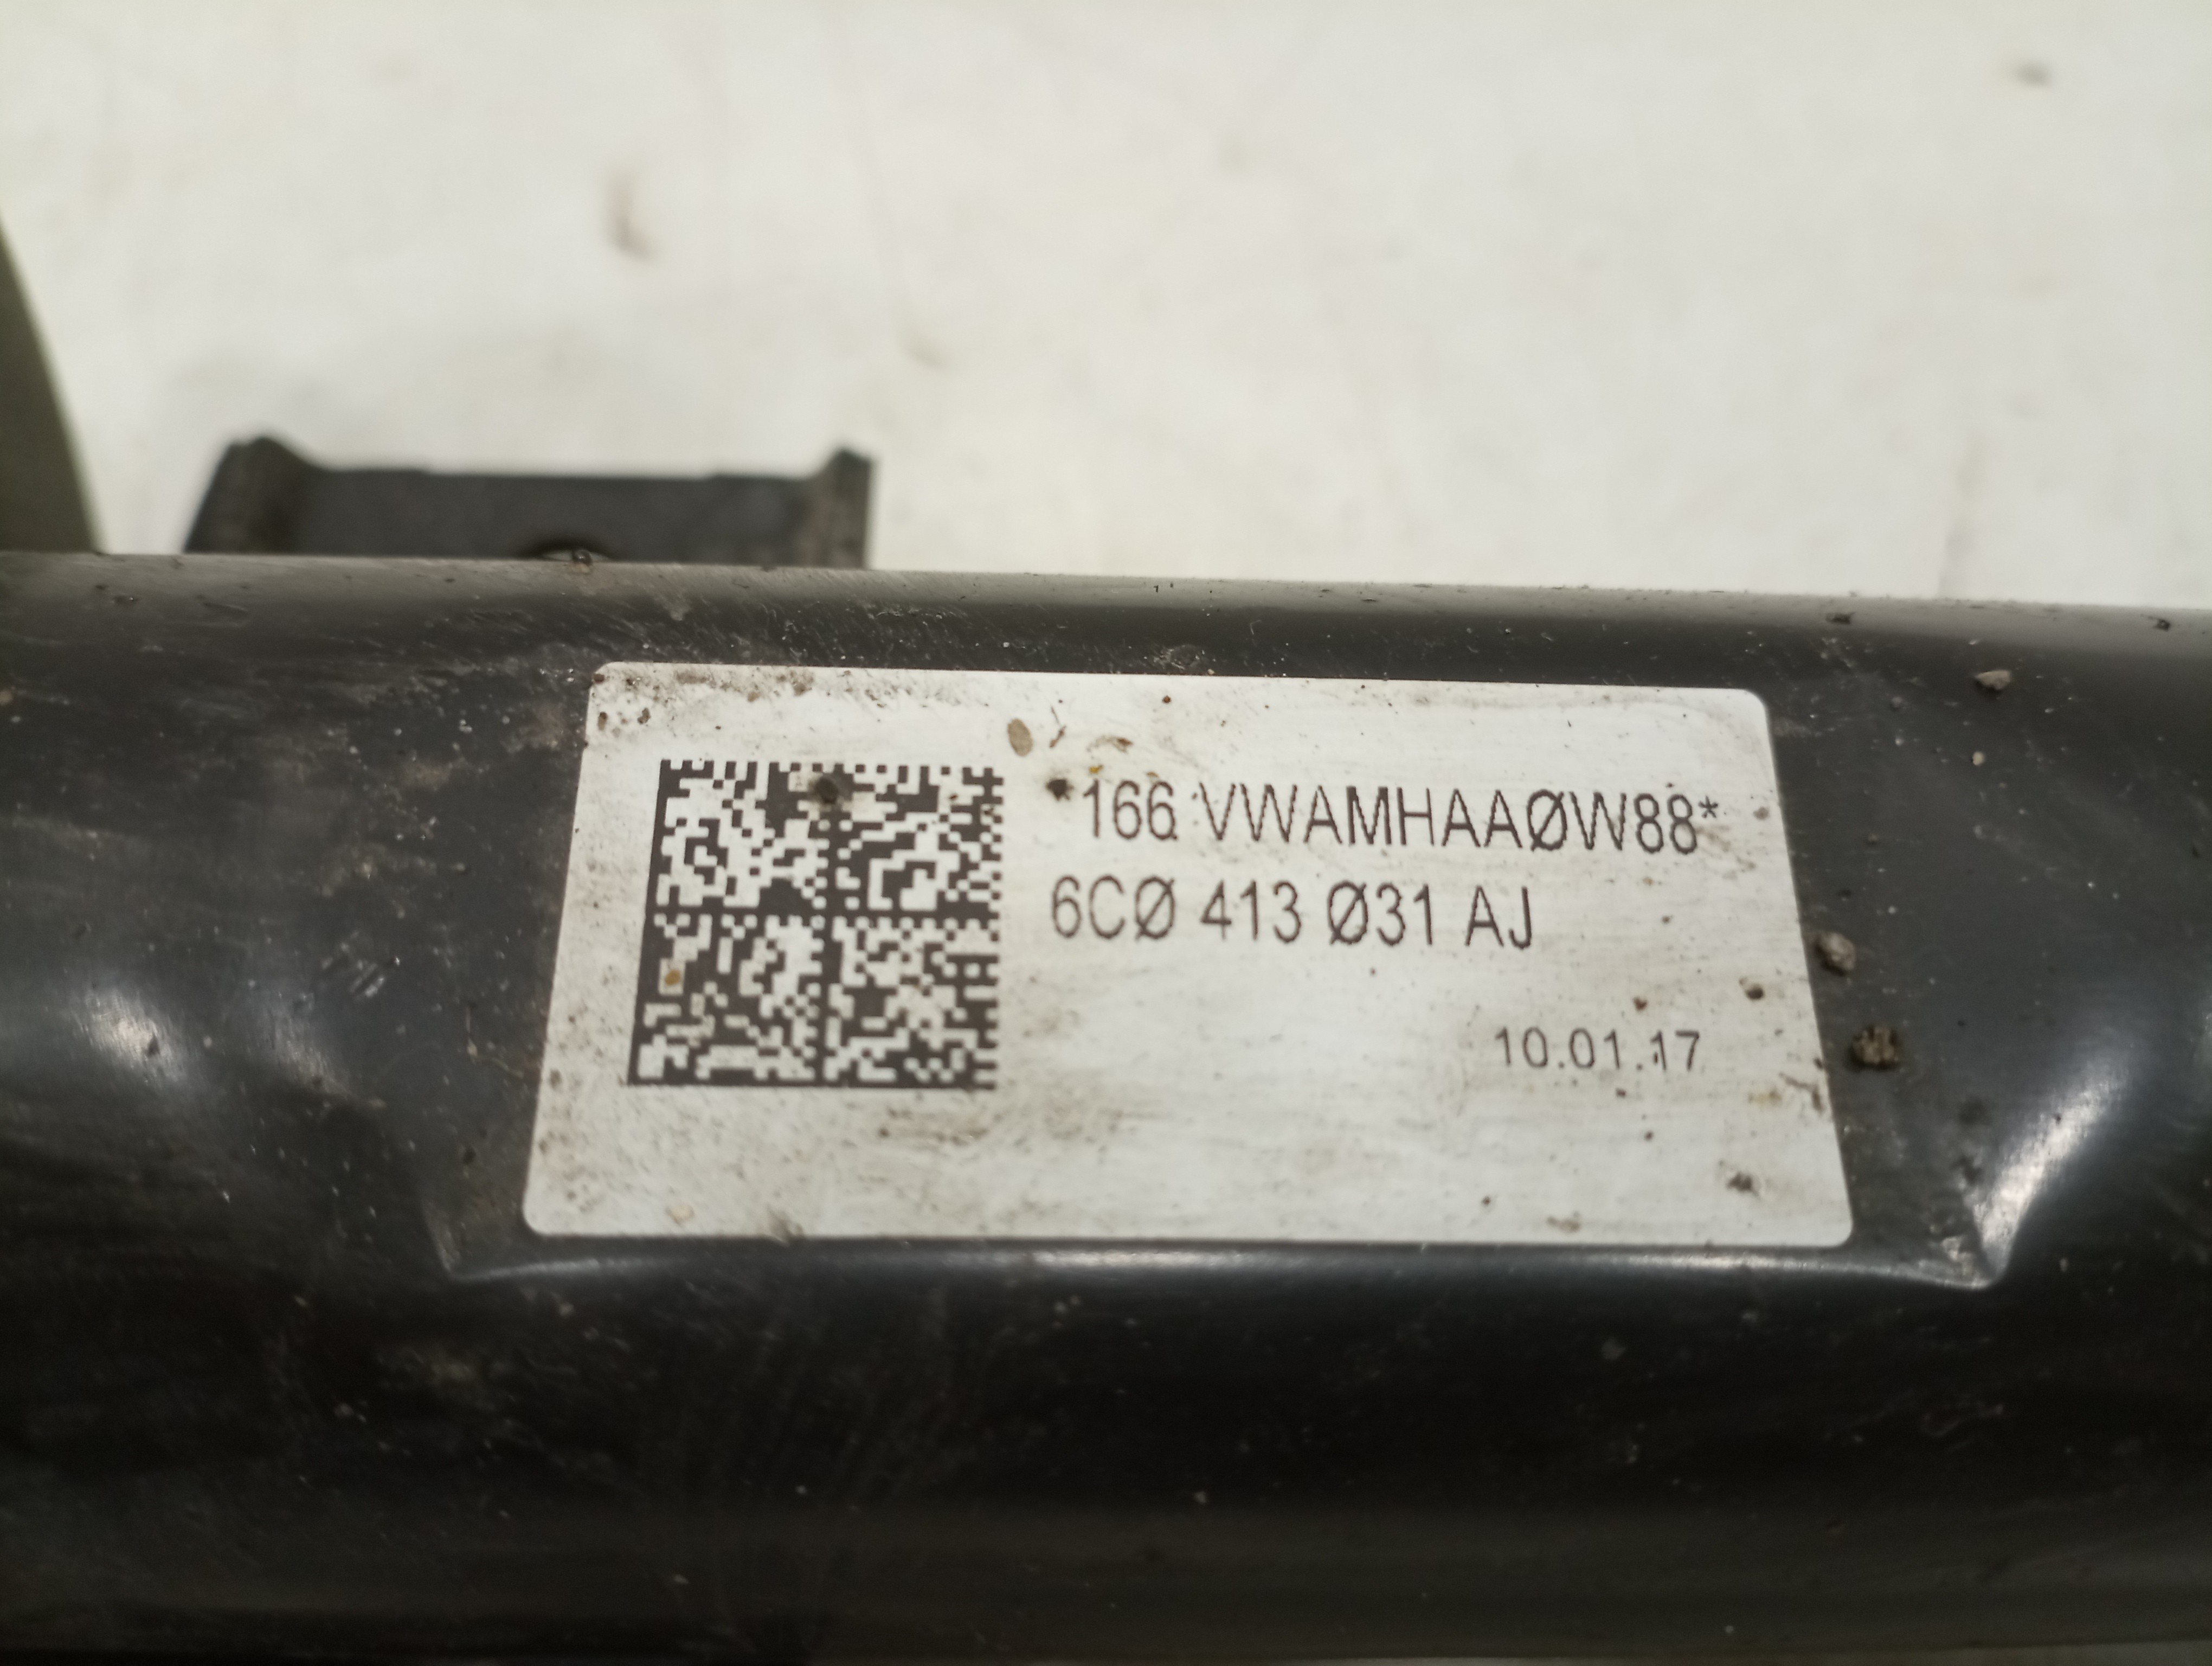 *166 VWAMHAAØW88*
6CØ 413 Ø31 AJ
10.01.17